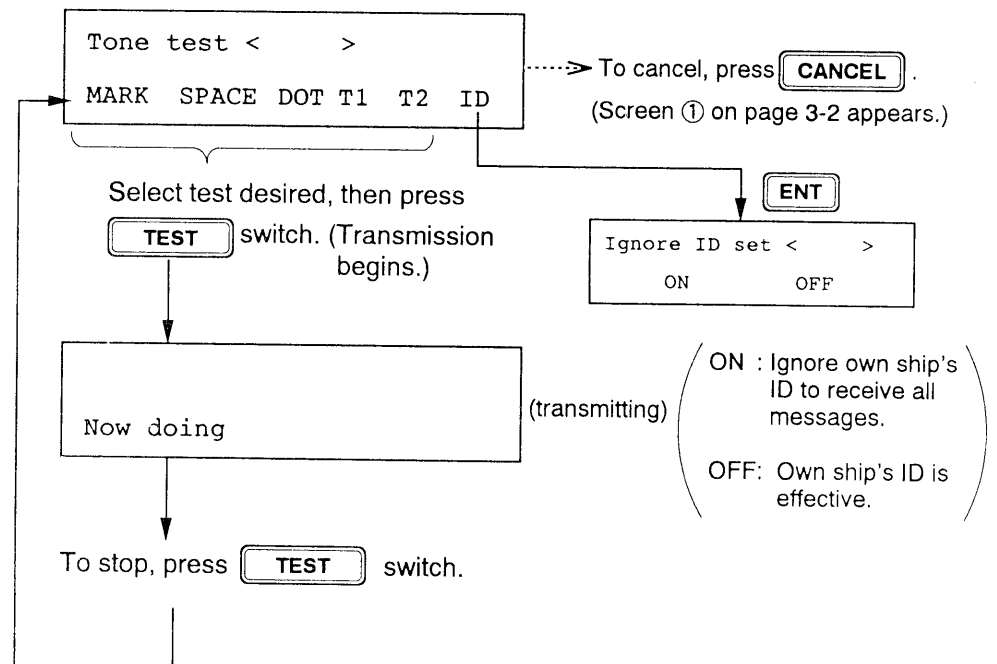 Tone test <     >
MARK SPACE DOT T1 T2 ID
To cancel, press CANCEL .
(Screen ① on page 3-2 appears.)
Select test desired, then press
TEST switch. (Transmission
begins.)
ENT
Ignore ID set <     >
ON OFF
Now doing
(transmitting)
ON : Ignore own ship's
ID to receive all
messages.
OFF: Own ship's ID is
effective.
To stop, press TEST switch.